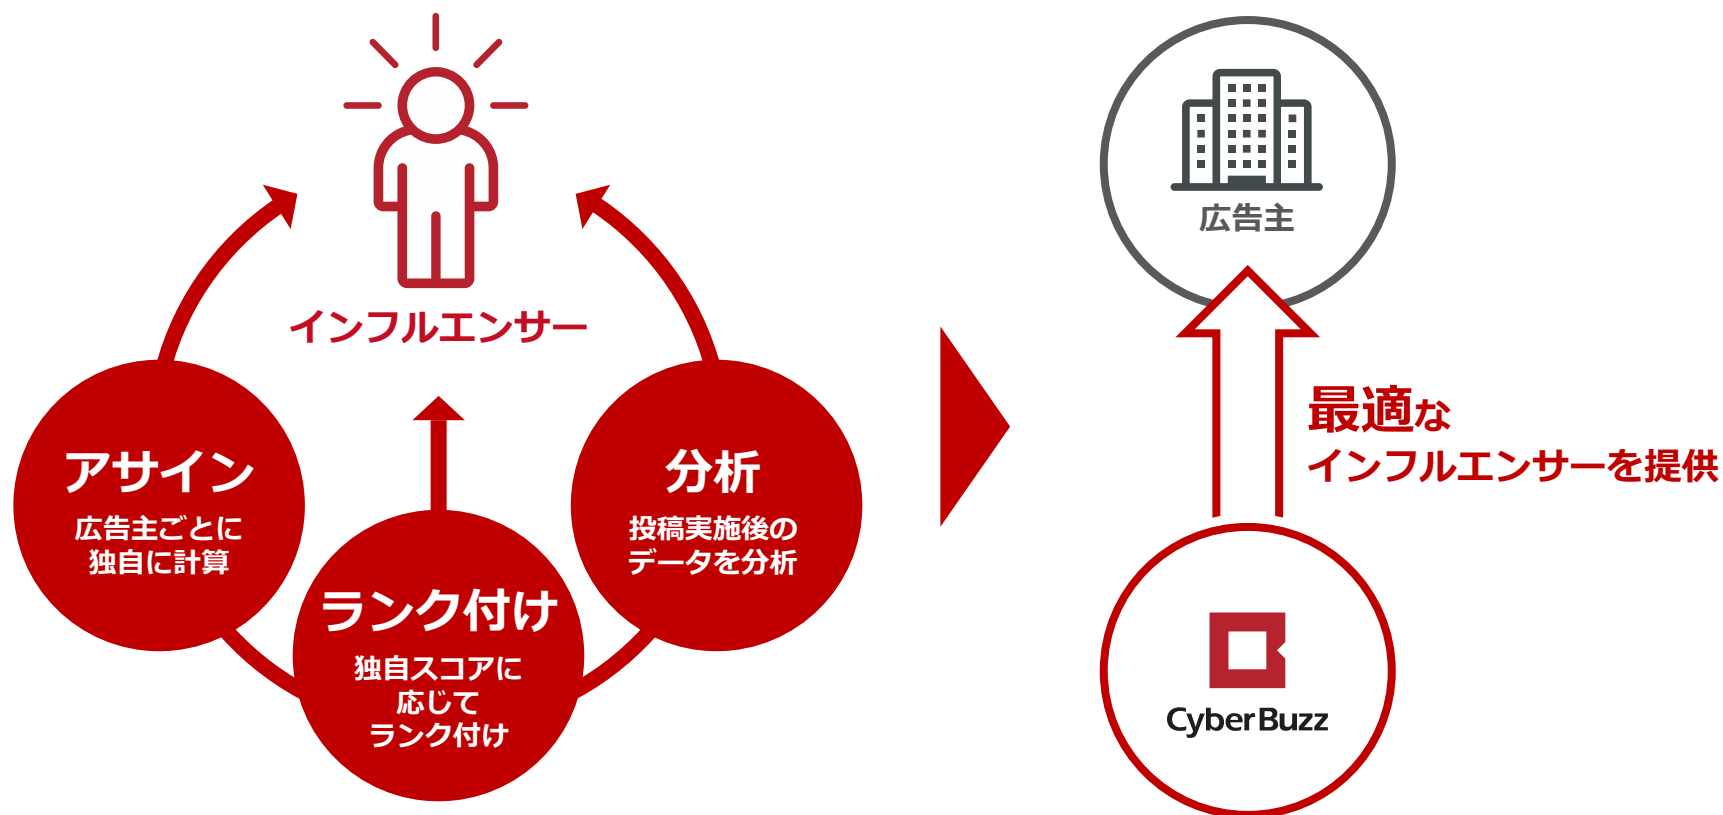 インフルエンサー
アサイン
広告主ごとに
独自に計算
ランク付け
独自スコアに
応じて
ランク付け
分析
投稿実施後の
データを分析
広告主
最適な
インフルエンサーを提供
CyberBuzz